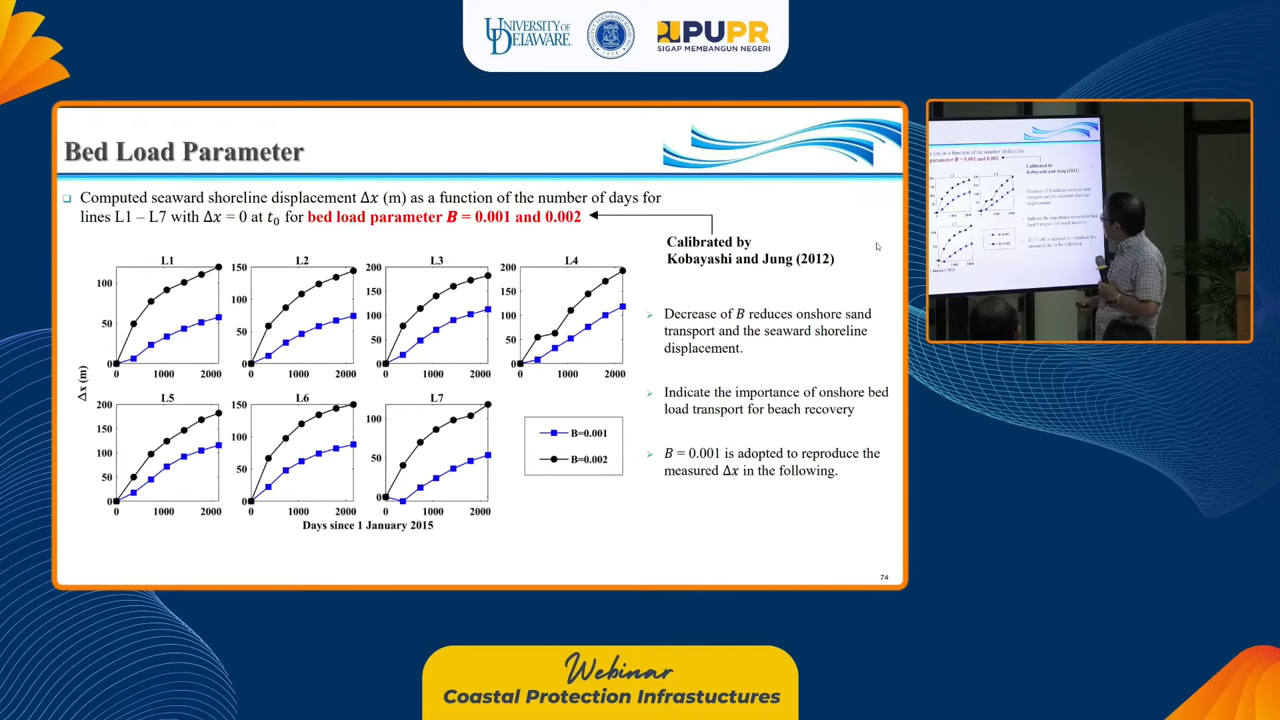 UNIVERSITY OF
DELAWARE.
PUPR
SIGAP MEMBANGUN NEGERI
Bed Load Parameter
Computed seaward shoreline displacement Δx (m) as a function of the number of days for
lines L1 – L7 with Δx = 0 at t₀ for bed load parameter B = 0.001 and 0.002
Calibrated by
Kobayashi and Jung (2012)
L1 L2 L3 L4
100 50 0
150 100 50 0
200 150 100 50 0
200 150 100 50 0
0 1000 2000 0 1000 2000 0 1000 2000 0 1000 2000
Δx (m)
L5 L6 L7
200 150 100 50 0
150 100 50 0
100 50 0
0 1000 2000 0 1000 2000 0 1000 2000
Days since 1 January 2015
B=0.001
B=0.002
Decrease of B reduces onshore sand
transport and the seaward shoreline
displacement.
Indicate the importance of onshore bed
load transport for beach recovery
B = 0.001 is adopted to reproduce the
measured Δx in the following.
74
Calibrated by
Kobayashi and Jung (2012)
Webinar
Coastal Protection Infrastuctures